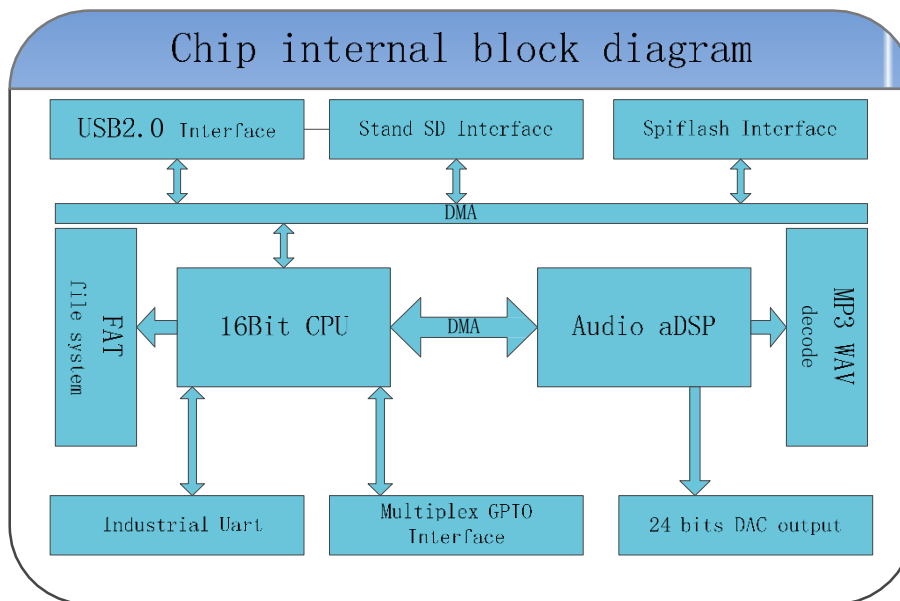 Chip internal block diagram
USB2.0 Interface
Stand SD Interface
Spiflash Interface
DMA
FAT
file system
16Bit CPU
DMA
Audio aDSP
MP3 WAV
decode
Industrial Uart
Multiplex GPTO
Interface
24 bits DAC output